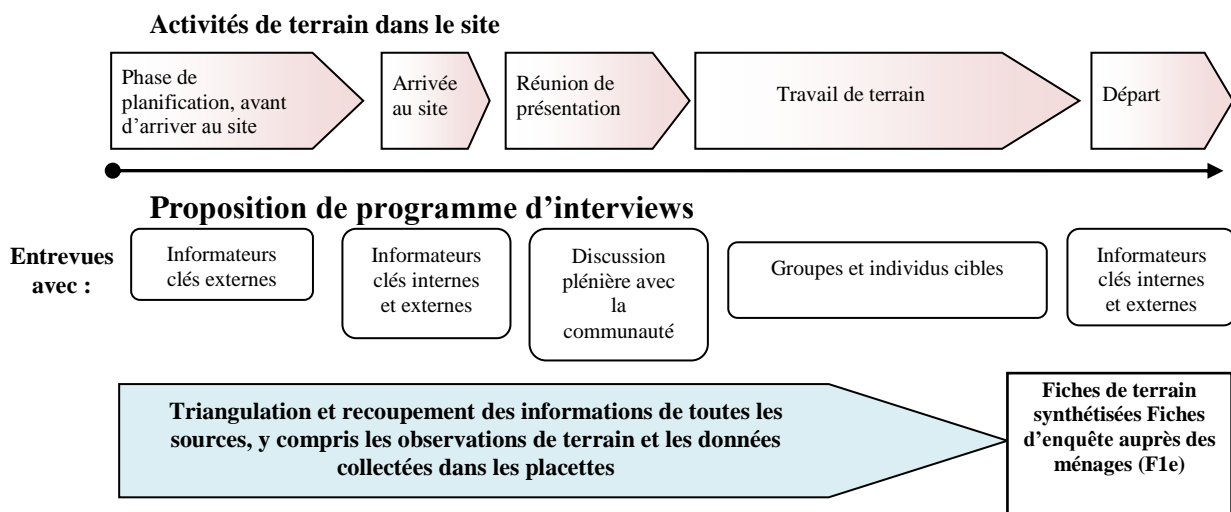 Activités de terrain dans le site
Phase de
planification, avant
d’arriver au site
Arrivée
au site
Réunion de
présentation
Travail de terrain
Départ
Proposition de programme d’interviews
Entrevues
avec :
Informateurs
clés externes
Informateurs
clés internes
et externes
Discussion
plénière avec
la
communauté
Groupes et individus cibles
Informateurs
clés internes
et externes
Triangulation et recoupement des informations de toutes les
sources, y compris les observations de terrain et les données
collectées dans les placettes
Fiches de terrain
synthétisées Fiches
d’enquête auprès des
ménages (F1e)